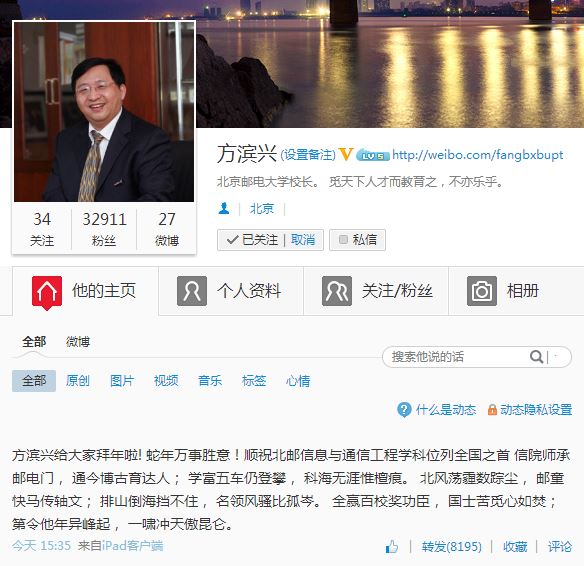 方滨兴 (设置备注) V LV 5 http://weibo.com/fangbxbupt
北京邮电大学校长。 觅天下人才而教育之，不亦乐乎。
北京
34 32911 27
关注 粉丝 微博
已关注 | 取消 私信
他的主页 个人资料 关注/粉丝 相册
全部 微博
搜索他说的话
全部 原创 图片 视频 音乐 标签 心情
什么是动态 动态隐私设置
方滨兴给大家拜年啦! 蛇年万事胜意！顺祝北邮信息与通信工程学科位列全国之首 信院师承
邮电门， 通今博古育达人； 学富五车仍登攀， 科海无涯惟檀痕。 北风荡霾数踪尘， 邮童
快马传轴文； 排山倒海挡不住， 名领风骚比孤岑。 全赢百校奖功臣， 国士苦觅心如焚；
第令他年异峰起， 一啸冲天傲昆仑。
今天 15:35 来自iPad客户端
转发(8195) | 收藏 | 评论